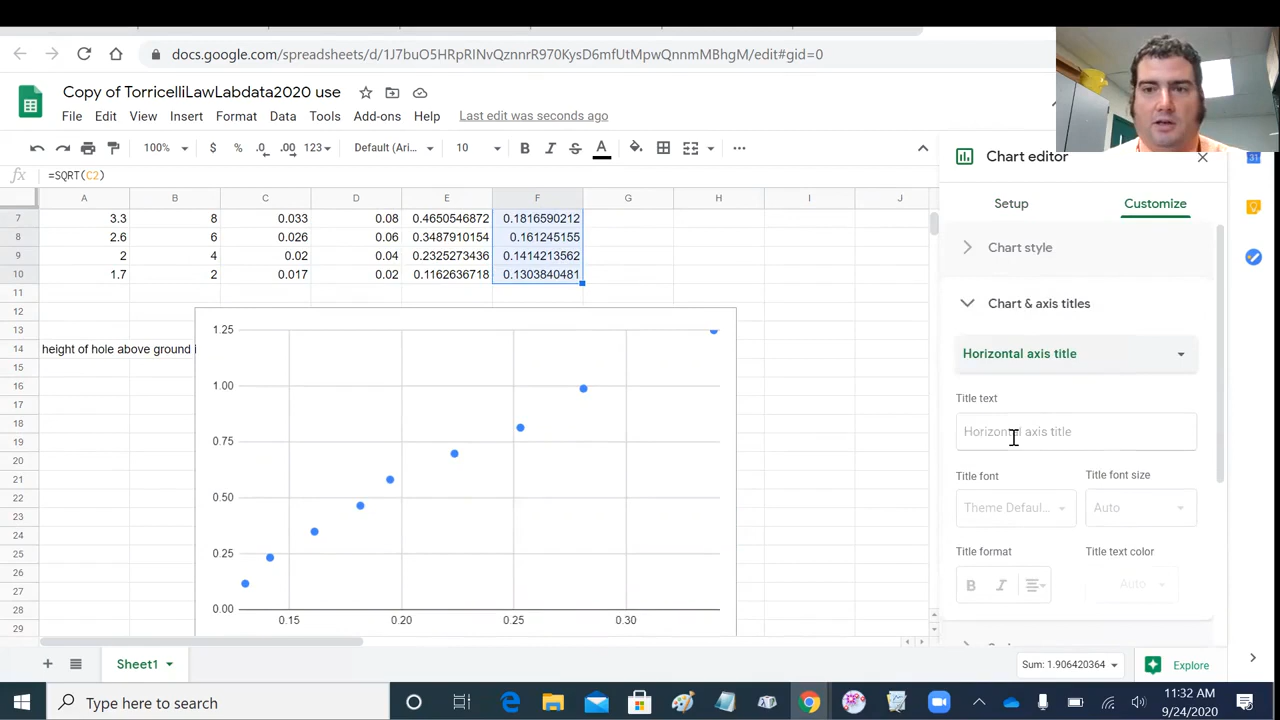 docs.google.com/spreadsheets/d/1J7buO5HRpRINvQznnrR970KysD6mfUtMpwQnnmMBhgM/edit#gid=0
Copy of TorricelliLawLabdata2020 use
File Edit View Insert Format Data Tools Add-ons Help Last edit was seconds ago
100% $ % .0 .00 123 Default (Ari... 10 B I S A
fx =SQRT(C2)
Chart editor
Setup Customize
A B C D E F G H I J
7 3.3 8 0.033 0.08 0.4650546872 0.1816590212
8 2.6 6 0.026 0.06 0.3487910154 0.161245155
9 2 4 0.02 0.04 0.2325273436 0.1414213562
10 1.7 2 0.017 0.02 0.1162636718 0.1303840481
11
12
13
14 height of hole above ground i
15
16
17
18
19
20
21
22
23
24
25
26
27
28
29
1.25
1.00
0.75
0.50
0.25
0.00
0.15 0.20 0.25 0.30
Chart style
Chart & axis titles
Horizontal axis title
Title text
Horizontal axis title
Title font Title font size
Theme Defaul... Auto
Title format Title text color
B I Auto
Sheet1
Sum: 1.906420364
Explore
Type here to search
11:32 AM
9/24/2020
31